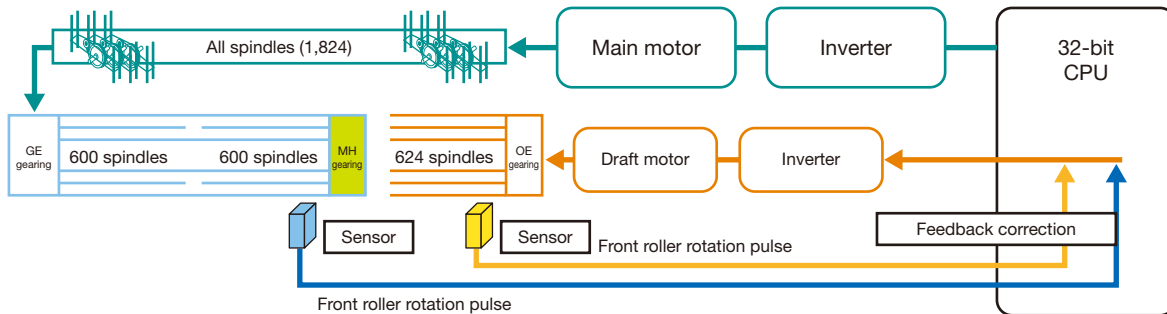 All spindles (1,824)
Main motor
Inverter
32-bit
CPU
GE
gearing
600 spindles
600 spindles
MH
gearing
624 spindles
OE
gearing
Draft motor
Inverter
Sensor
Sensor
Feedback correction
Front roller rotation pulse
Front roller rotation pulse